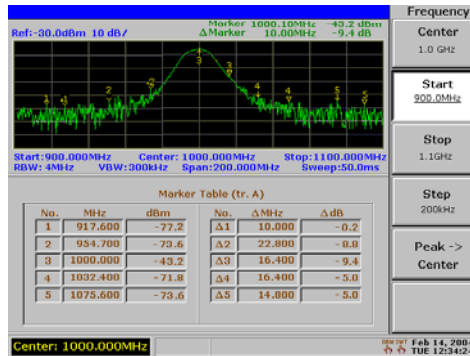 Ref:-30.0dBm 10 dB/
Marker 1000.10MHz -43.2 dBm
ΔMarker 10.00MHz -9.4 dB
Start:900.000MHz Center: 1000.000MHz Stop:1100.000MHz
RBW: 4MHz VBW:300kHz Span:200.000MHz Sweep:50.0ms
Marker Table (tr. A)
No. MHz dBm No. ΔMHz ΔdB
1 917.600 -77.2 Δ1 10.000 -0.2
2 954.700 -73.6 Δ2 22.800 -8.8
3 1000.000 -43.2 Δ3 16.400 -9.4
4 1032.400 -71.8 Δ4 16.400 -5.0
5 1075.600 -73.6 Δ5 14.800 -5.0
Center: 1000.000MHz
Frequency
Center
1.0 GHz
Start
900.0MHz
Stop
1.1GHz
Step
200kHz
Peak ->
Center
Feb 14, 200
TUE 12:34:2